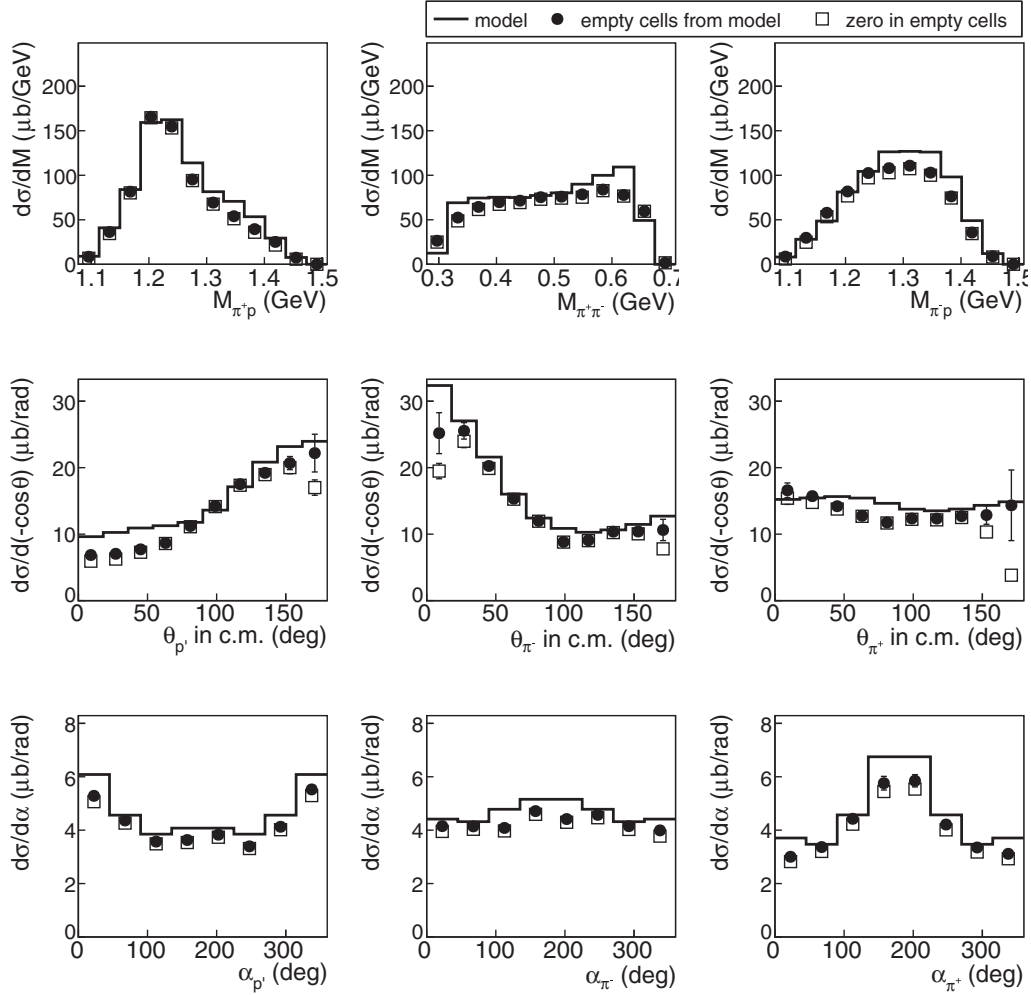 model empty cells from model zero in empty cells
dσ/dM (μb/GeV)
200
150
100
50
0
1.1 1.2 1.3 1.4 1.5
M_{π⁺p} (GeV)
dσ/dM (μb/GeV)
200
150
100
50
0
0.3 0.4 0.5 0.6 0.7
M_{π⁺π⁻} (GeV)
dσ/dM (μb/GeV)
200
150
100
50
0
1.1 1.2 1.3 1.4 1.5
M_{π⁻p} (GeV)
dσ/d(-cosθ) (μb/rad)
30
20
10
0
0 50 100 150
θ_{p'} in c.m. (deg)
dσ/d(-cosθ) (μb/rad)
30
20
10
0
0 50 100 150
θ_{π⁻} in c.m. (deg)
dσ/d(-cosθ) (μb/rad)
30
20
10
0
0 50 100 150
θ_{π⁺} in c.m. (deg)
dσ/dα (μb/rad)
8
6
4
2
0
0 100 200 300
α_{p'} (deg)
dσ/dα (μb/rad)
8
6
4
2
0
0 100 200 300
α_{π⁻} (deg)
dσ/dα (μb/rad)
8
6
4
2
0
0 100 200 300
α_{π⁺} (deg)